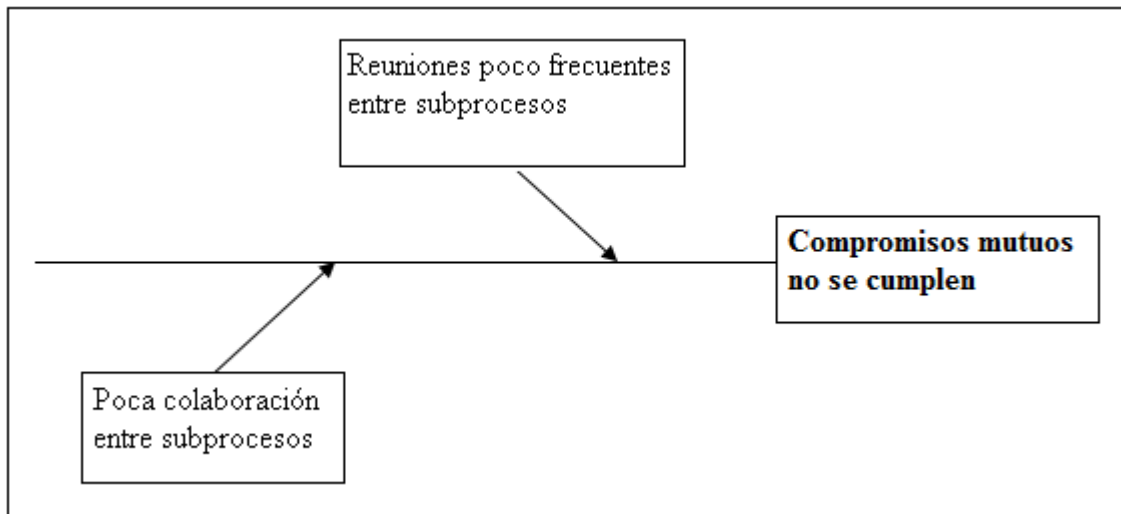 Reuniones poco frecuentes
entre subprocesos
Compromisos mutuos
no se cumplen
Poca colaboración
entre subprocesos